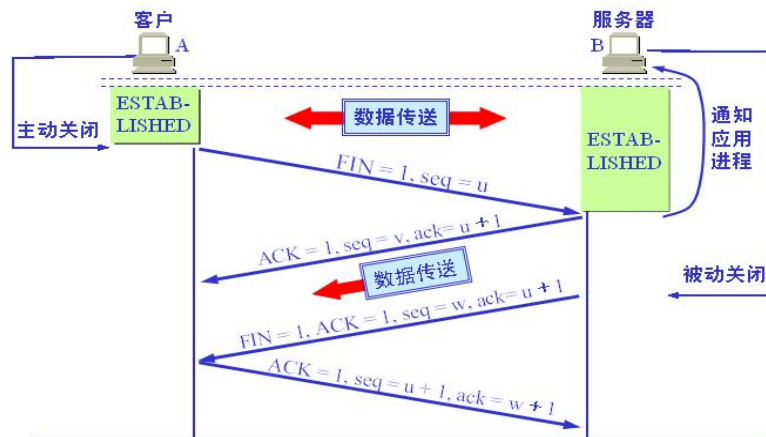 客户
服务器
A
B
ESTAB-
LISHED
主动关闭
数据传送
ESTAB-
LISHED
通知
应用
进程
FIN = 1, seq = u
ACK = 1, seq = v, ack= u + 1
数据传送
被动关闭
FIN = 1, ACK = 1, seq = w, ack= u + 1
ACK = 1, seq = u + 1, ack = w + 1